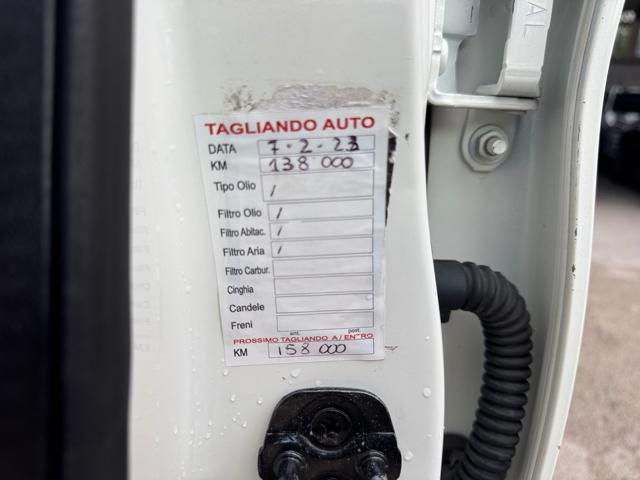 TAGLIANDO AUTO
DATA 7-2-23
KM 138 000
Tipo Olio /
Filtro Olio /
Filtro Abitac. /
Filtro Aria /
Filtro Carbur.
Cinghia
Candele
Freni ant. post.
PROSSIMO TAGLIANDO A / ENTRO
KM 158 000